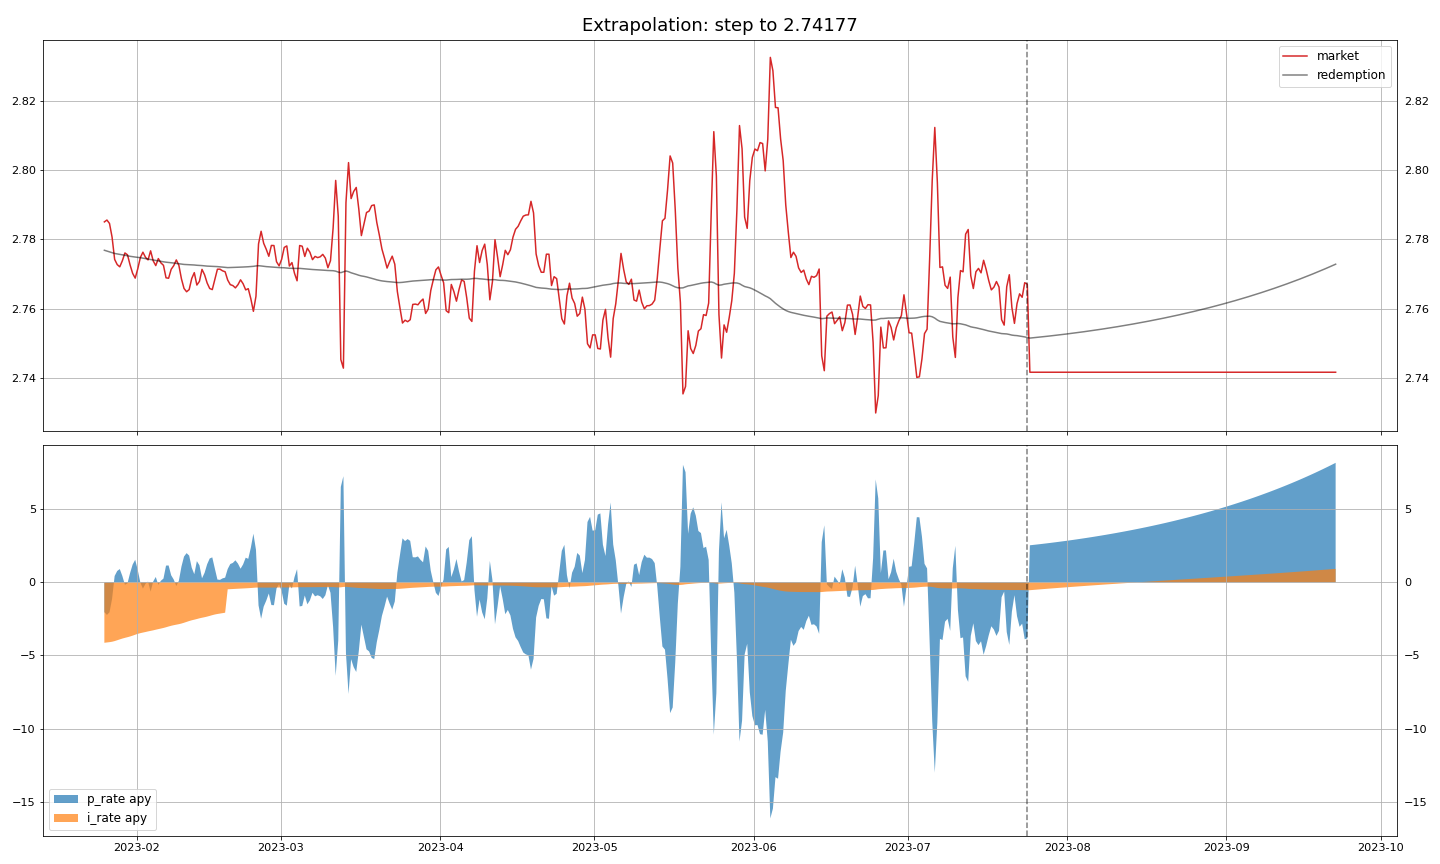 Extrapolation: step to 2.74177
market
redemption
2.82 2.82
2.80 2.80
2.78 2.78
2.76 2.76
2.74 2.74
5 5
0 0
−5 −5
−10 −10
−15 −15
p_rate apy
i_rate apy
2023-02 2023-03 2023-04 2023-05 2023-06 2023-07 2023-08 2023-09 2023-10